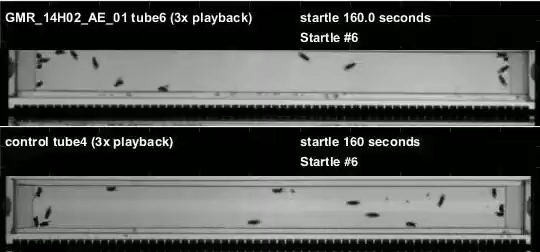 GMR_14H02_AE_01 tube6 (3x playback)
startle 160.0 seconds
Startle #6
control tube4 (3x playback)
startle 160 seconds
Startle #6